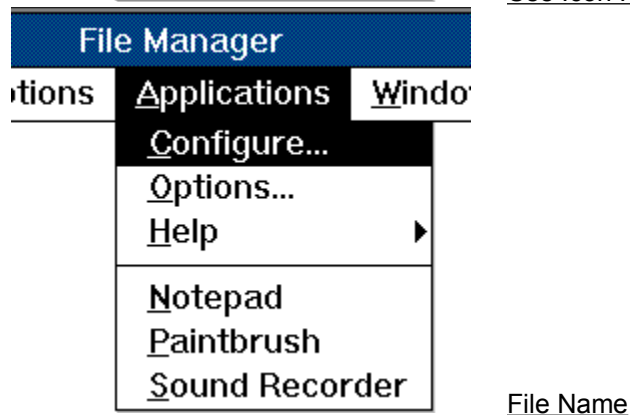 File Manager
Applications
Configure...
Options...
Help
Notepad
Paintbrush
Sound Recorder
File Name